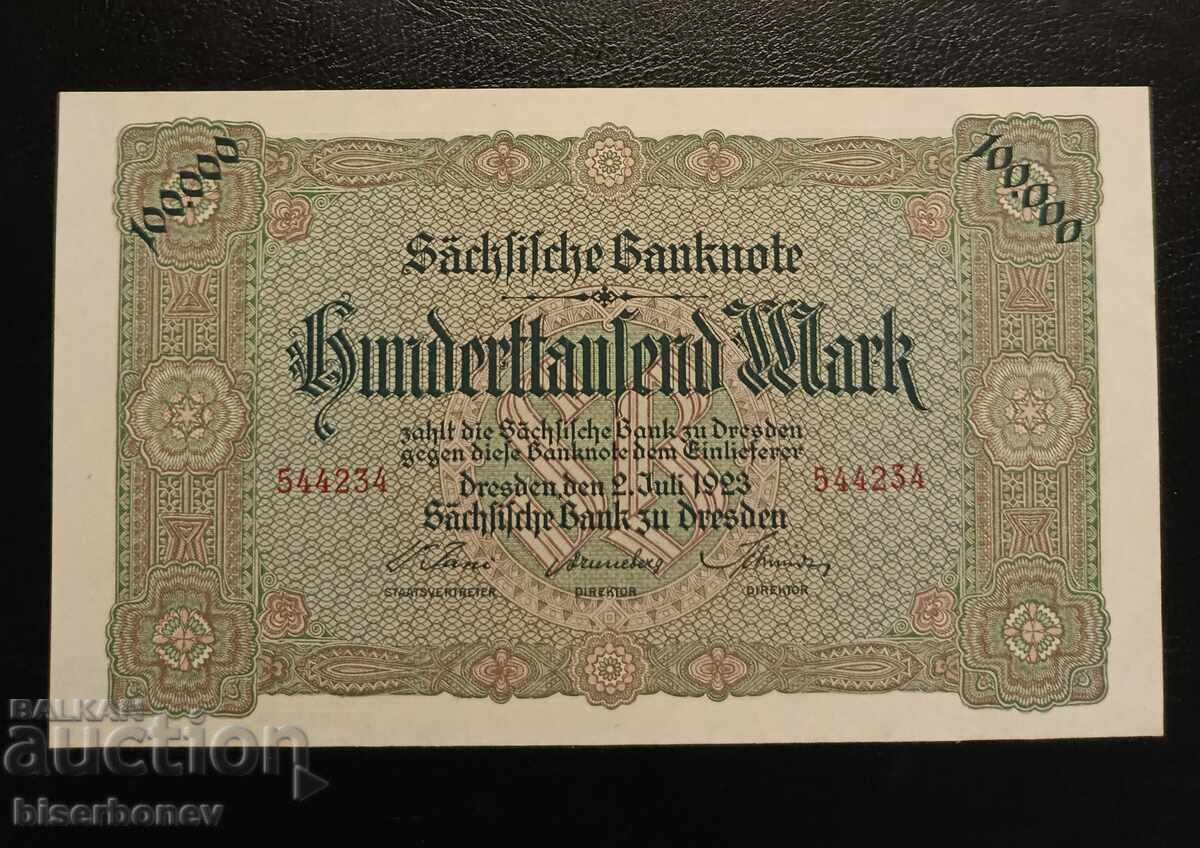 100.000
100.000
Sächsische Banknote
Hunderttausend Mark
zahlt die Sächsische Bank zu Dresden
gegen diese Banknote dem Einlieferer
544234
544234
Dresden, den 2. Juli 1923
Sächsische Bank zu Dresden
STAATSVERTRETER DIREKTOR DIREKTOR
SB
BALKAN
auction
biserbonev